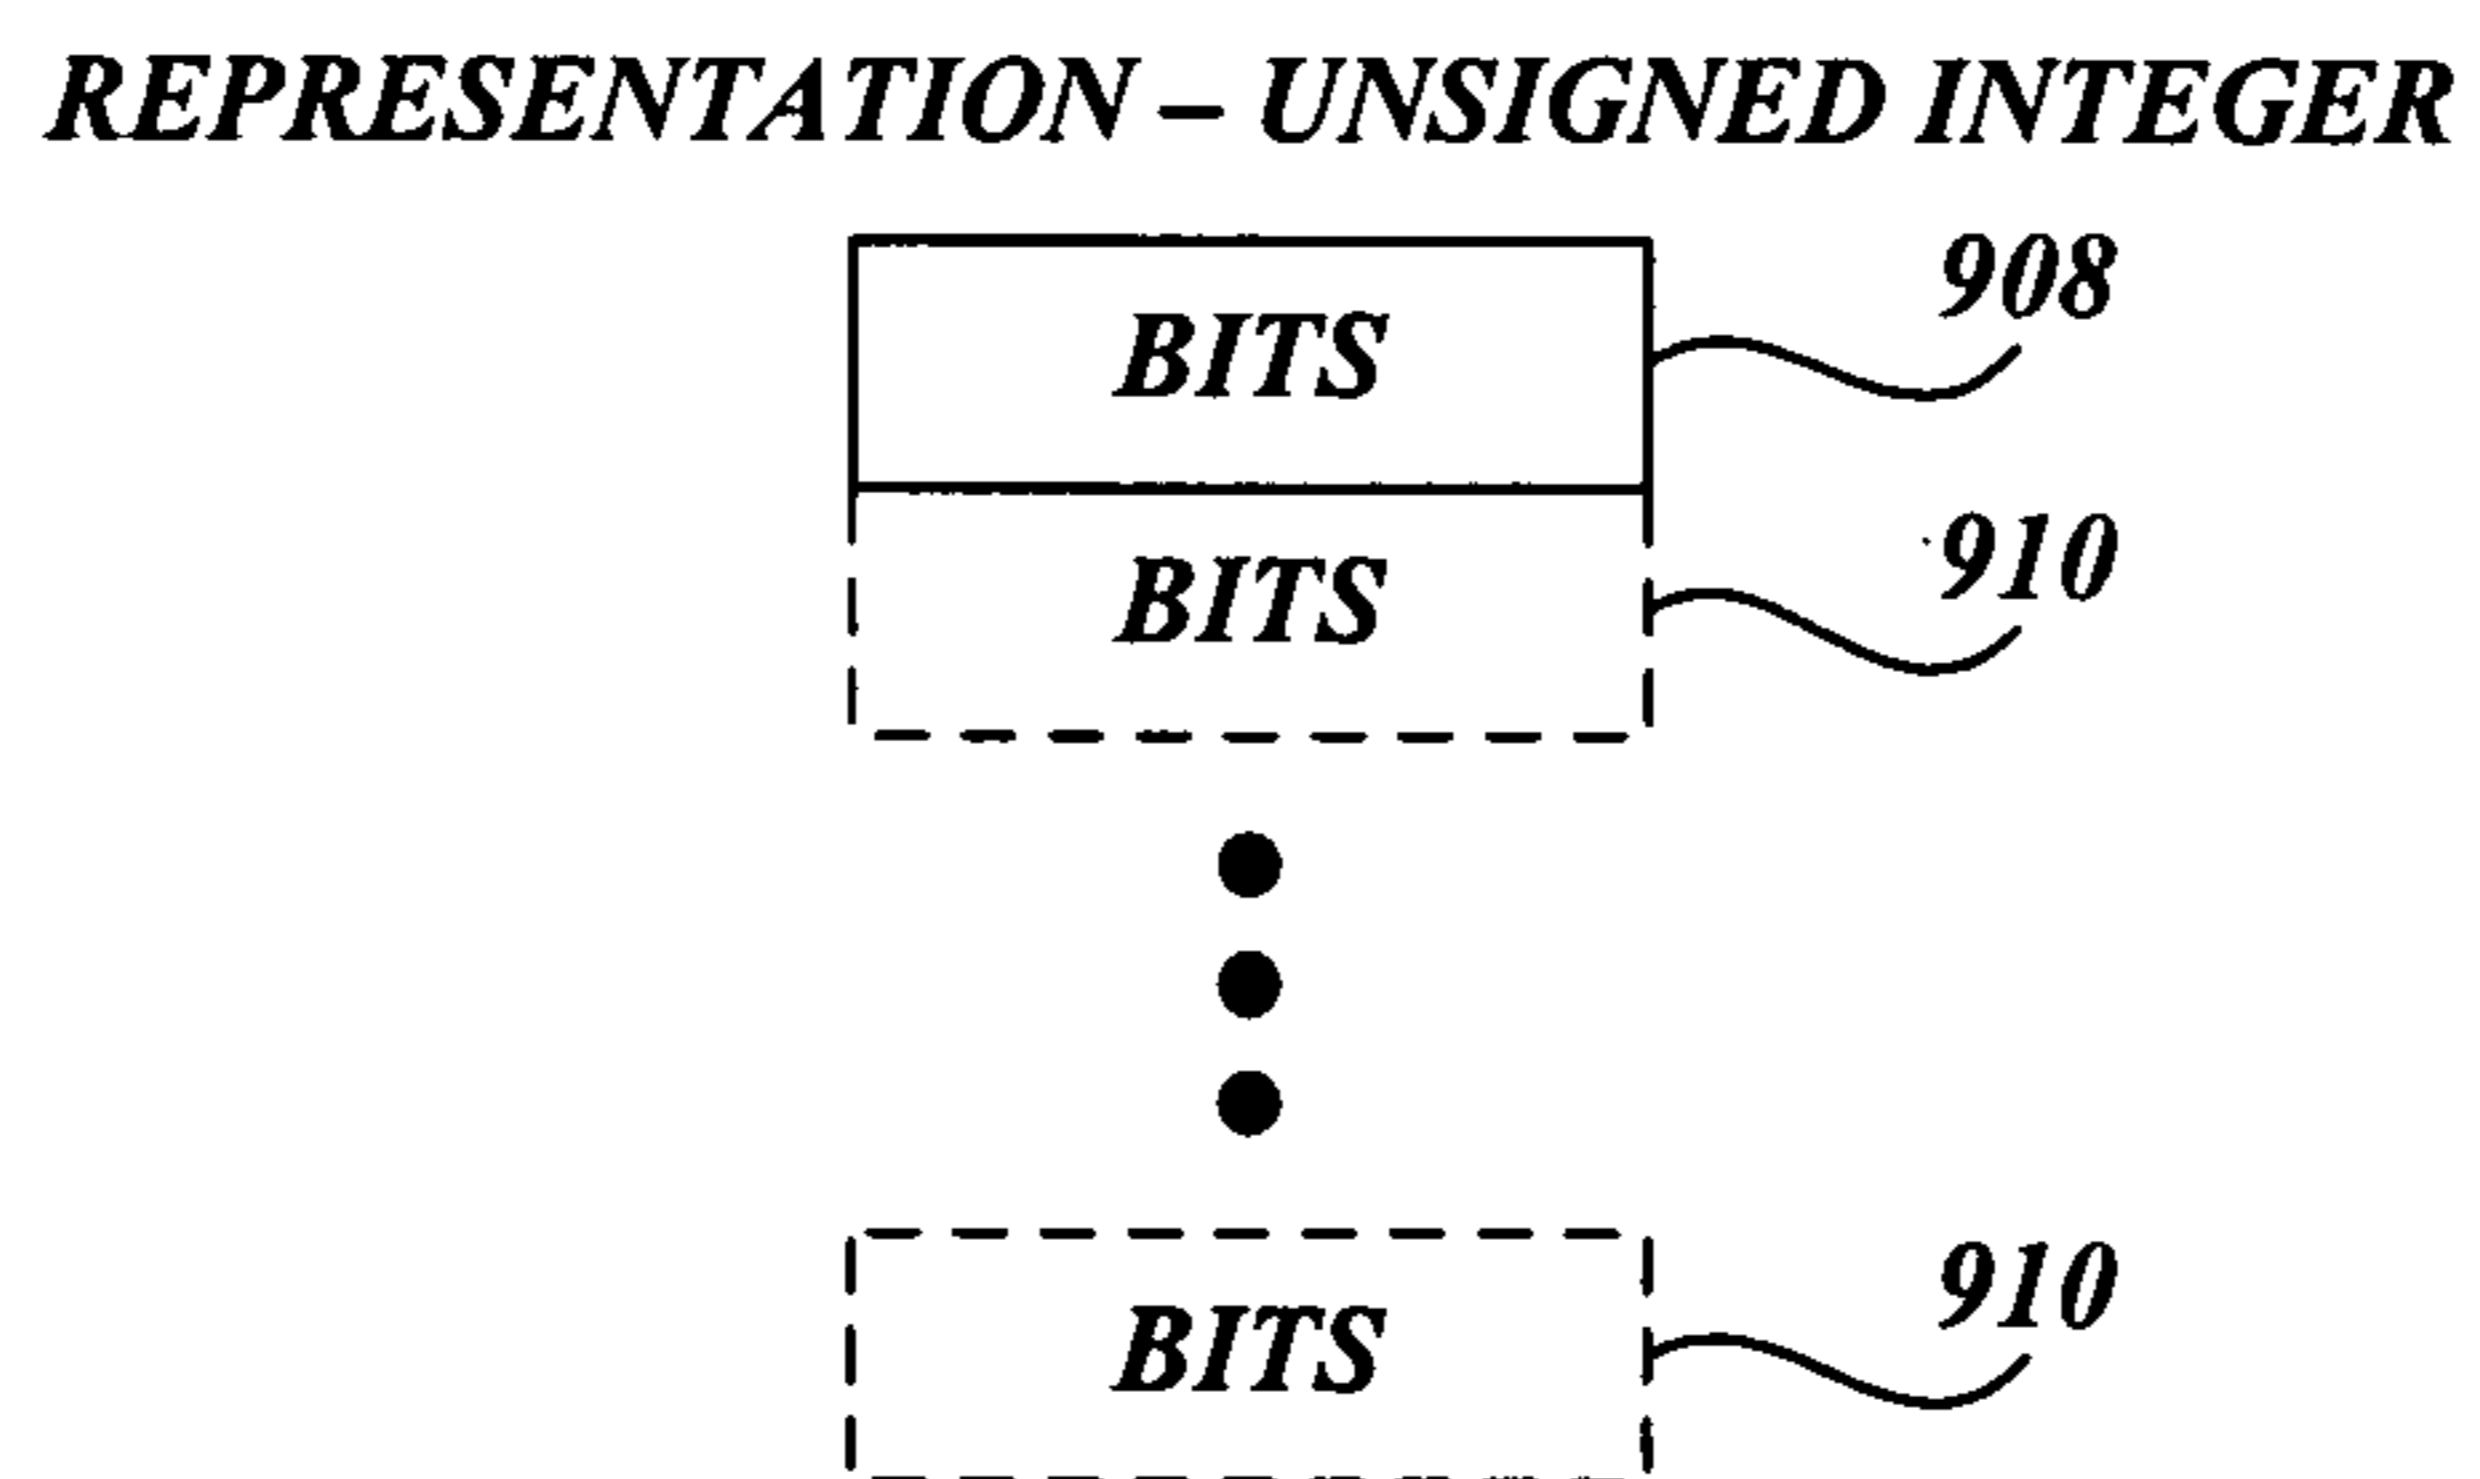 REPRESENTATION – UNSIGNED INTEGER
908
BITS
910
BITS
910
BITS